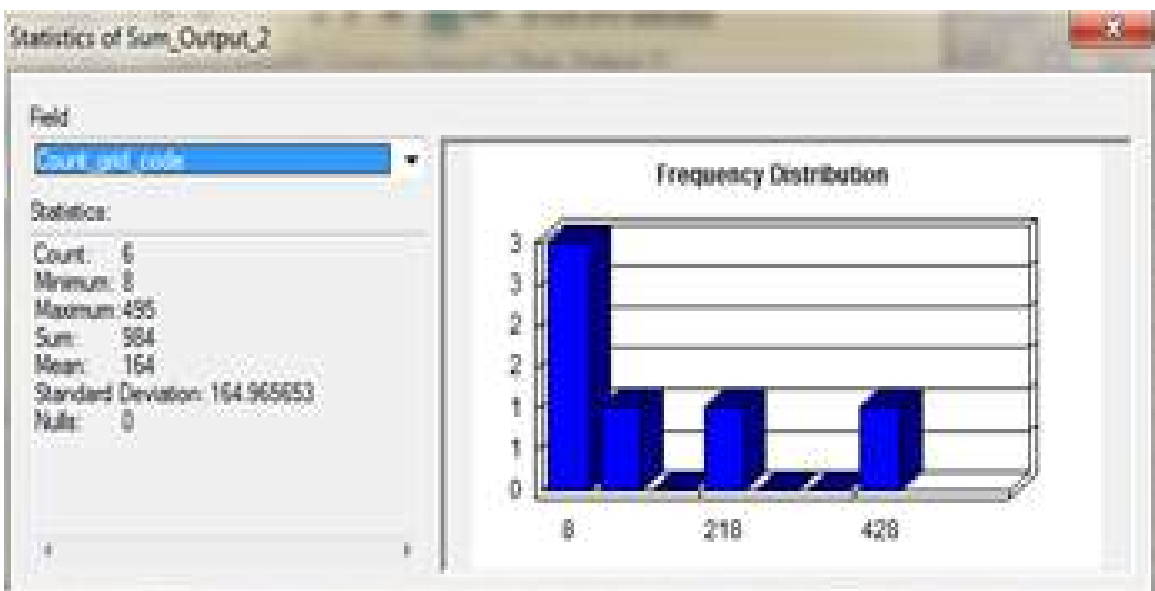 Statistics of Sum_Output_2
Field
Count_grid_code
Statistics:
Count: 6
Minimum: 8
Maximum: 495
Sum: 984
Mean: 164
Standard Deviation: 164.965653
Nulls: 0
Frequency Distribution
3
3
2
2
1
1
0
8 218 428